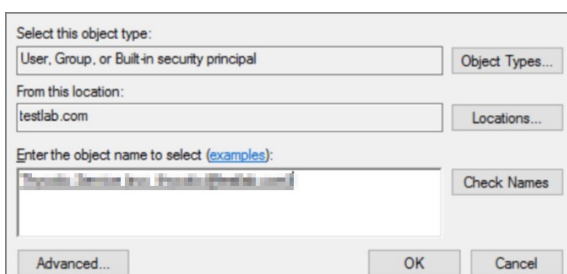 Select this object type:
User, Group, or Built-in security principal
Object Types...
From this location:
testlab.com
Locations...
Enter the object name to select (examples):
Check Names
Advanced...
OK
Cancel